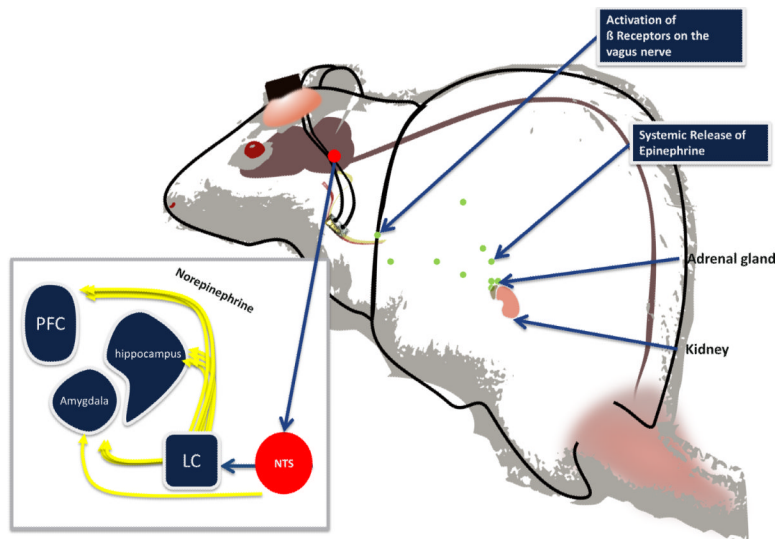 Activation of
ß Receptors on the
vagus nerve
Systemic Release of
Epinephrine
Adrenal gland
Kidney
Norepinephrine
PFC
hippocampus
Amygdala
LC
NTS